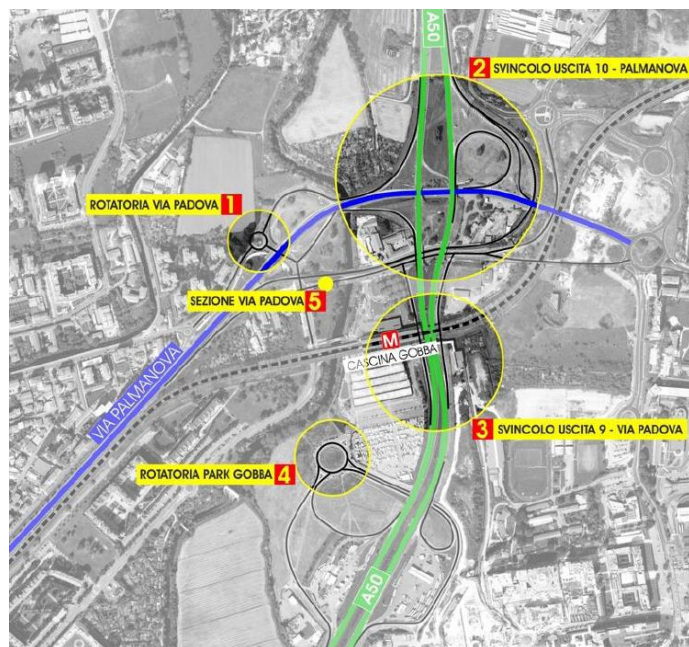 A50
2 SVINCOLO USCITA 10 - PALMANOVA
ROTATORIA VIA PADOVA 1
SEZIONE VIA PADOVA 5
M
CASCINA GOBBA
VIA PALMANOVA
3 SVINCOLO USCITA 9 - VIA PADOVA
ROTATORIA PARK GOBBA 4
A50